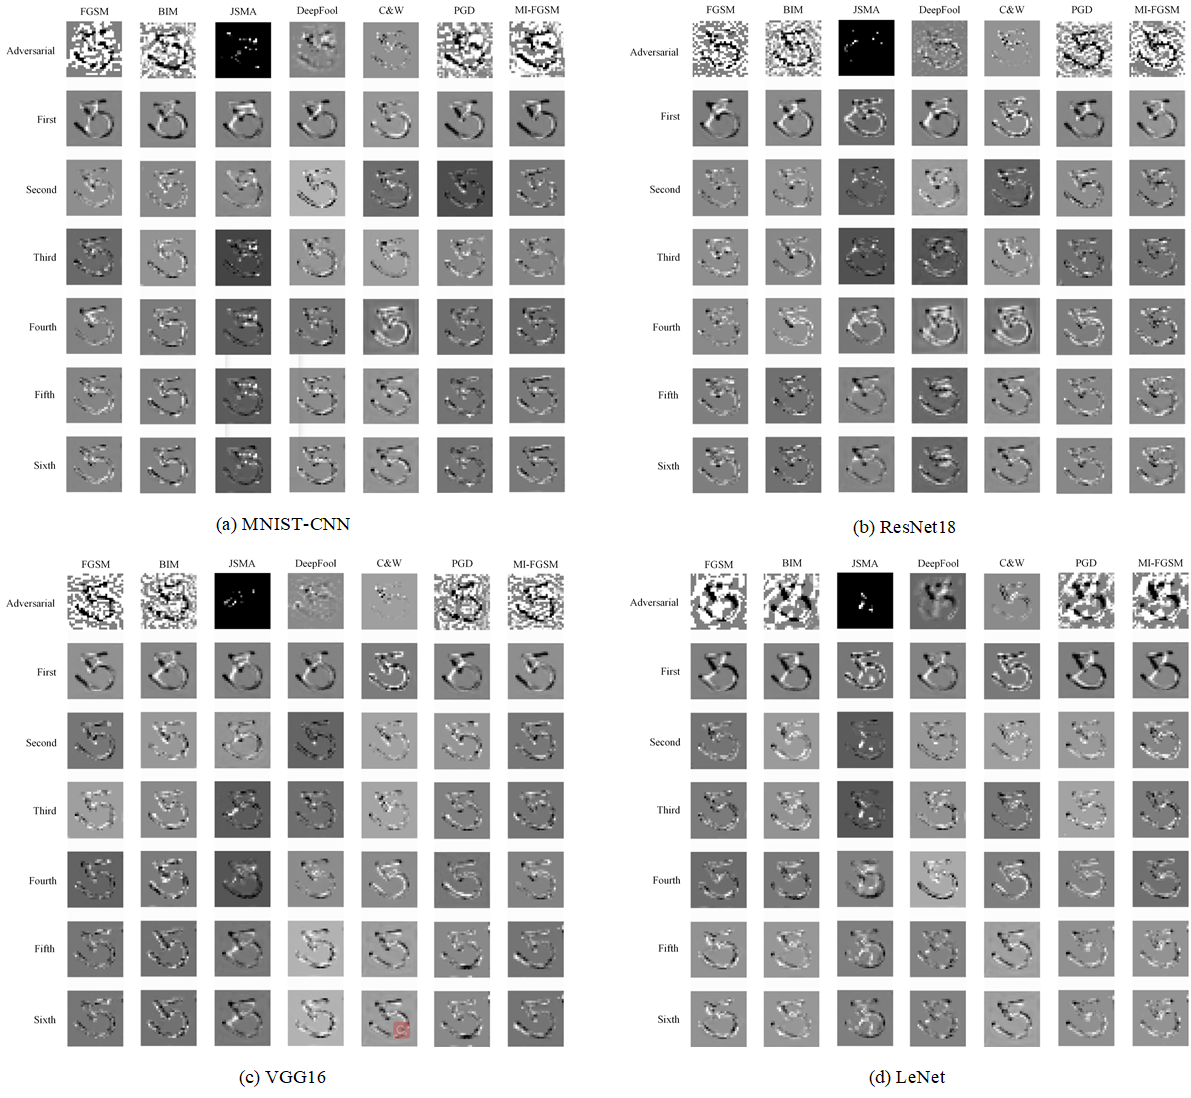 FGSM BIM JSMA DeepFool C&W PGD MI-FGSM
Adversarial
First
Second
Third
Fourth
Fifth
Sixth
(a) MNIST-CNN
FGSM BIM JSMA DeepFool C&W PGD MI-FGSM
Adversarial
First
Second
Third
Fourth
Fifth
Sixth
(b) ResNet18
FGSM BIM JSMA DeepFool C&W PGD MI-FGSM
Adversarial
First
Second
Third
Fourth
Fifth
Sixth
(c) VGG16
FGSM BIM JSMA DeepFool C&W PGD MI-FGSM
Adversarial
First
Second
Third
Fourth
Fifth
Sixth
(d) LeNet